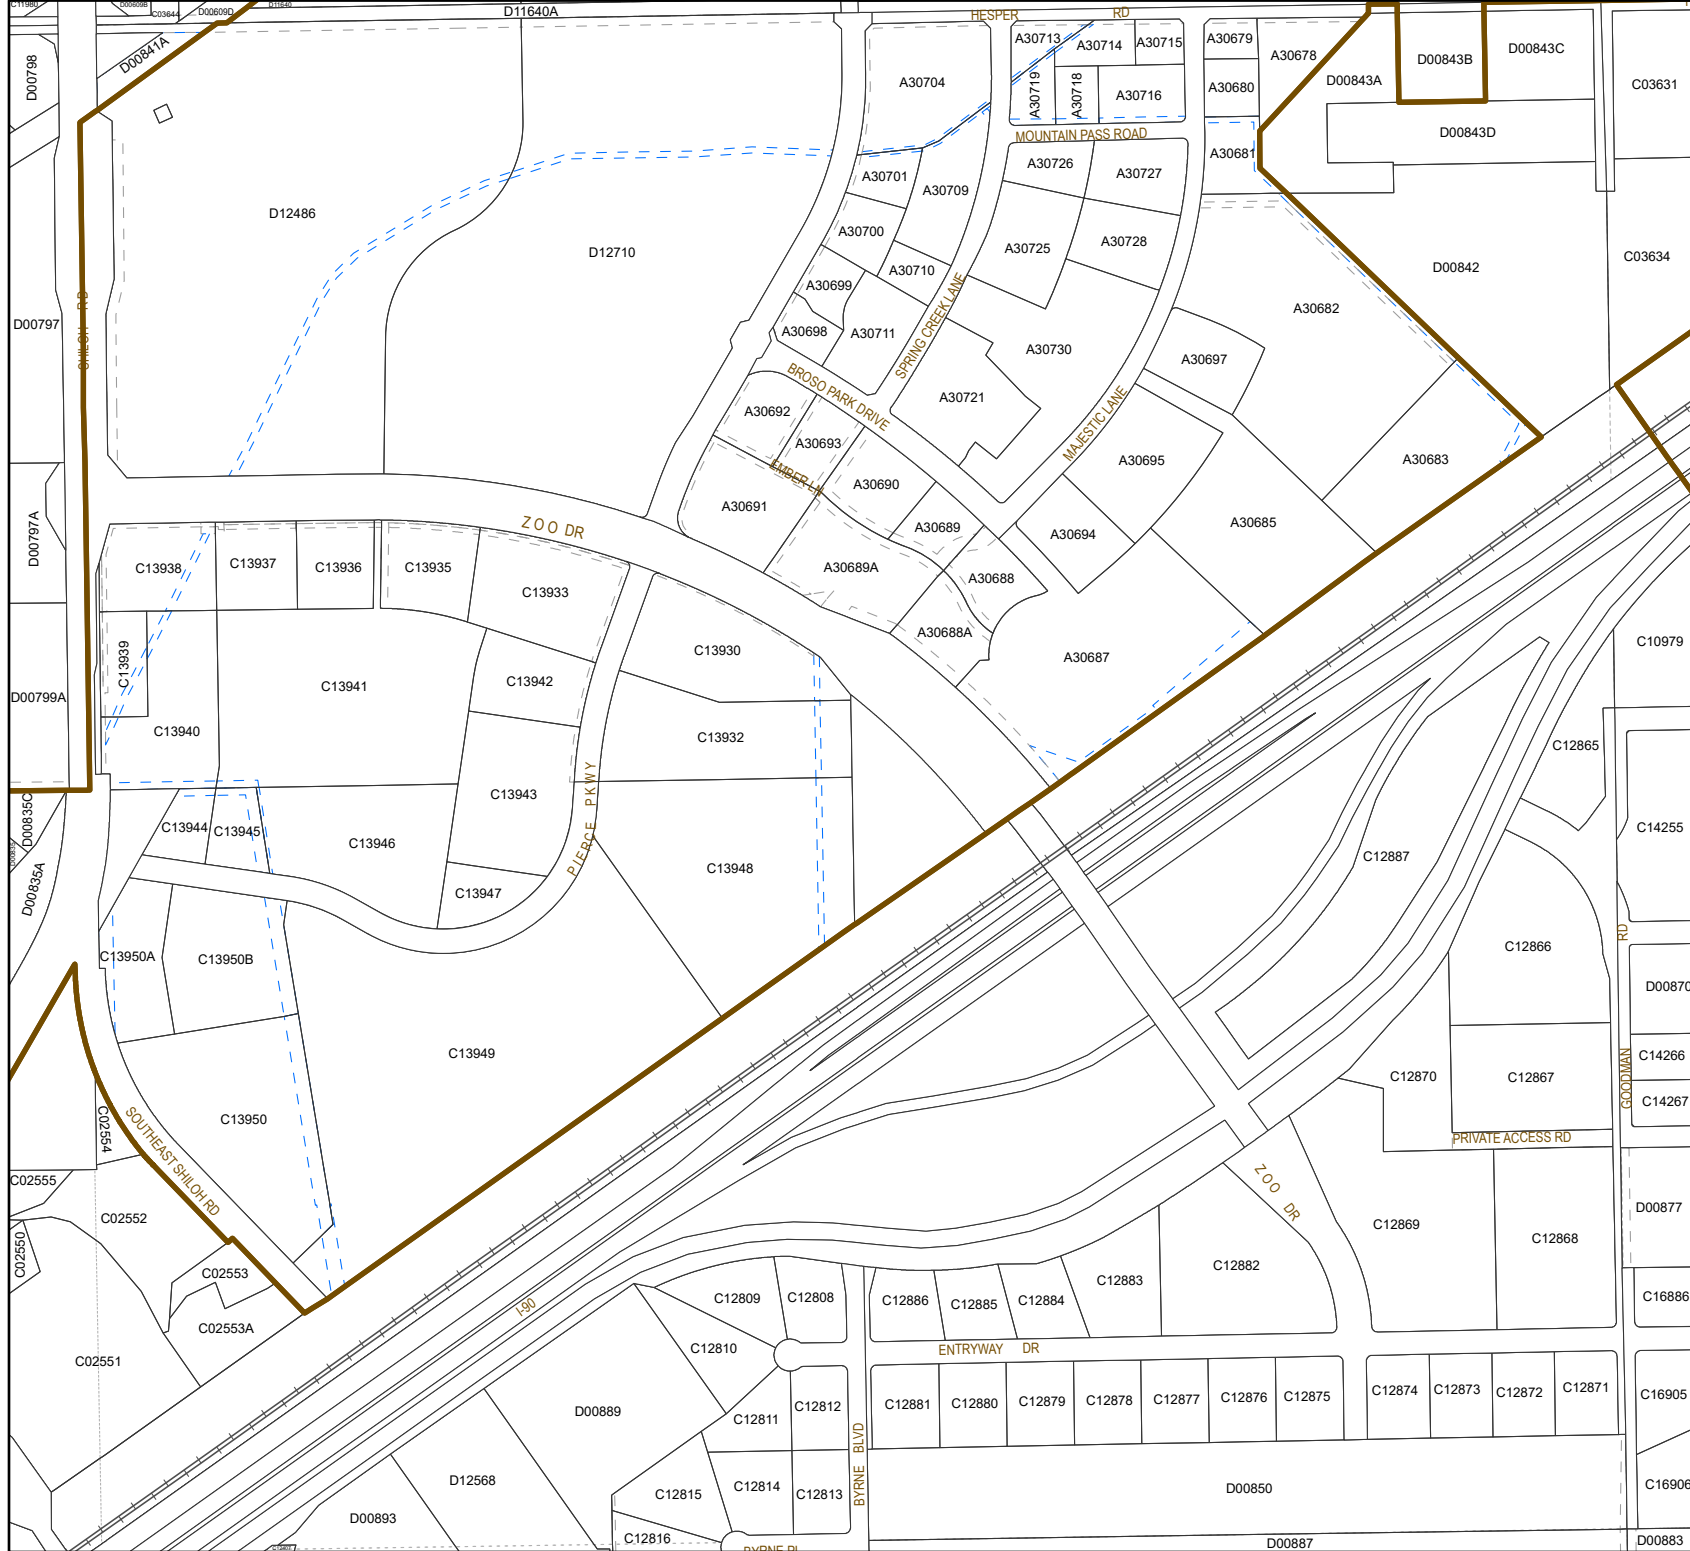 C11980
D00609B
C03644
D00609D
D11640
D11640A
HESPER RD
D00798
D00841A
A30704
A30713
A30714
A30715
A30679
A30678
D00843A
D00843B
D00843C
C03631
A30719
A30718
A30716
A30680
D00843D
MOUNTAIN PASS ROAD
A30681
A30701
A30709
A30726
A30727
D12486
D12710
A30700
A30725
A30728
D00842
C03634
A30710
A30699
A30682
D00797
SHILOH RD
A30698
A30711
SPRING CREEK LANE
A30730
A30697
BROSO PARK DRIVE
A30721
MAJESTIC LANE
A30692
A30693
A30695
A30683
EMBER LN
A30690
A30691
A30689
A30694
A30685
D00797A
ZOO DR
C13938
C13937
C13936
C13935
C13933
A30689A
A30688
A30688A
C13939
C13930
A30687
C10979
C13941
C13942
D00799A
C13940
C13932
C12865
C13943
PIERCE PKWY
D00835C
C13944
C13945
C13946
C14255
C12887
D00835A
C13947
C13948
C13950A
C13950B
C12866
RD
D00870
C13949
C14266
C12870
C12867
GOODMAN
C14267
C02554
C13950
SOUTHEAST SHILOH RD
PRIVATE ACCESS RD
C02555
ZOO DR
D00877
C02552
C12869
C12868
C02550
C02553
C12882
C12883
C12809
C12808
C12886
C12885
C12884
C16886
I-90
C02553A
C12810
ENTRYWAY DR
C02551
C12881
C12880
C12879
C12878
C12877
C12876
C12875
C12874
C12873
C12872
C12871
C16905
D00889
C12811
C12812
BYRNE BLVD
D12568
C12815
C12814
C12813
D00850
C16906
D00893
C12816
BYRNE PL
D00887
D00883